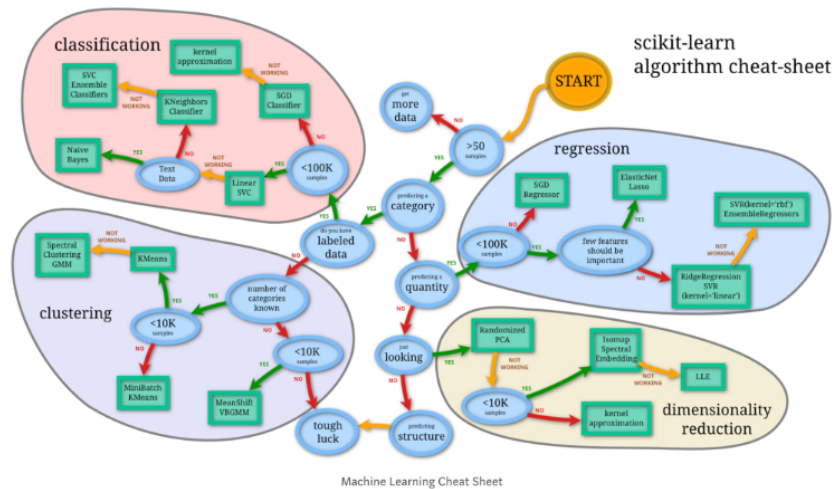 scikit-learn
algorithm cheat-sheet
START
classification
kernel
approximation
NOT
WORKING
SVC
Ensemble
Classifiers
NOT
WORKING
KNeighbors
Classifier
SGD
Classifier
NO
NO
Naive
Bayes
YES
Text
Data
NOT
WORKING
Linear
SVC
YES
<100K
samples
YES
get
more
data
NO
>50
samples
YES
predicting a
category
YES
NO
do you have
labeled
data
NO
predicting a
quantity
YES
NO
just
looking
YES
NO
predicting
structure
tough
luck
regression
SGD
Regressor
NO
<100K
samples
YES
ElasticNet
Lasso
YES
few features
should be
important
NO
SVR(kernel='rbf')
EnsembleRegressors
NOT
WORKING
RidgeRegression
SVR
(kernel='linear')
clustering
Spectral
Clustering
GMM
NOT
WORKING
KMeans
YES
<10K
samples
YES
number of
categories
known
NO
NO
MiniBatch
KMeans
<10K
samples
YES
NO
MeanShift
VBGMM
Randomized
PCA
NOT
WORKING
<10K
samples
YES
NO
Isomap
Spectral
Embedding
NOT
WORKING
LLE
kernel
approximation
dimensionality
reduction
Machine Learning Cheat Sheet